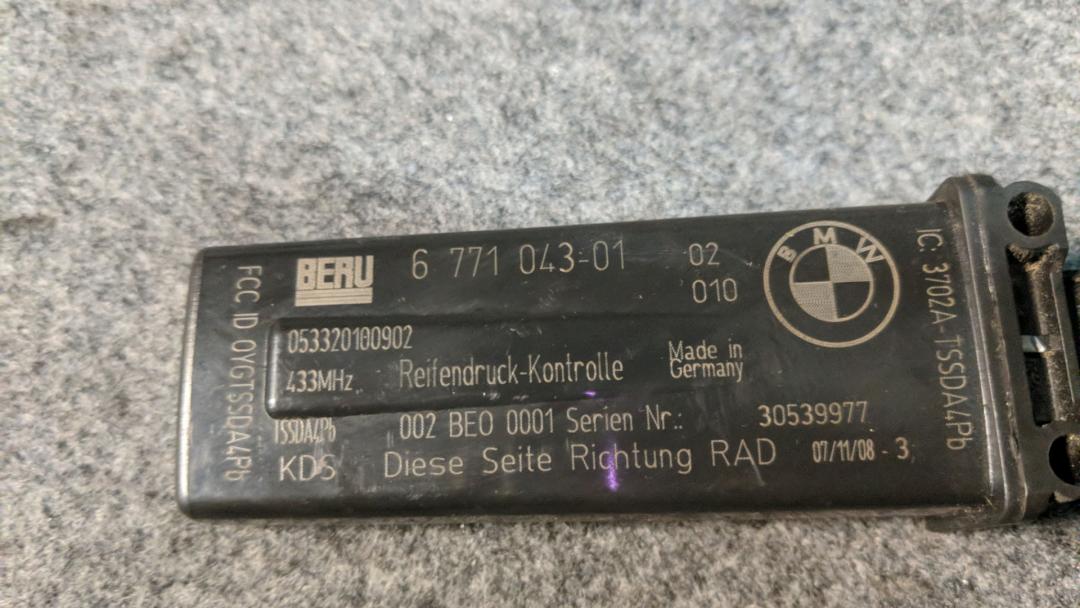 BERU
6 771 043-01
02
010
BMW
053320100902
433MHz
Reifendruck-Kontrolle
Made in
Germany
TSSDA4Pb
002 BE0 0001 Serien Nr.: 30539977
KDS
Diese Seite Richtung RAD
07/11/08 - 3
FCC ID OYGTSSDA4Pb
IC: 3702A-TSSDA4Pb